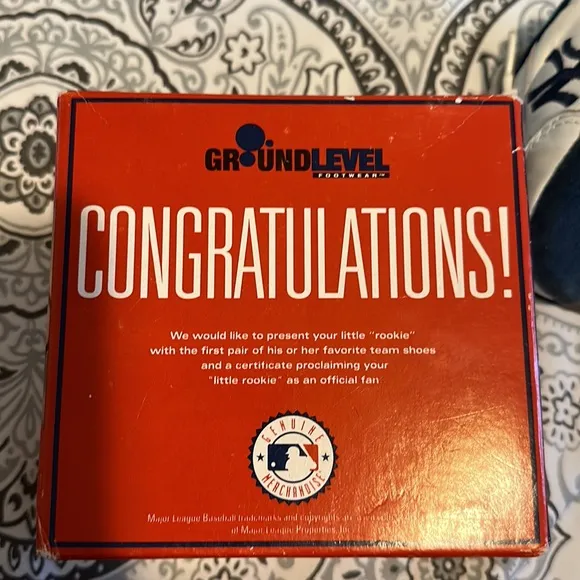 GROUNDLEVEL
FOOTWEAR™
CONGRATULATIONS!
We would like to present your little "rookie"
with the first pair of his or her favorite team shoes
and a certificate proclaiming your
"little rookie" as an official fan
GENUINE
MERCHANDISE
Major League Baseball trademarks and copyrights are
of Major League Properties, Inc.